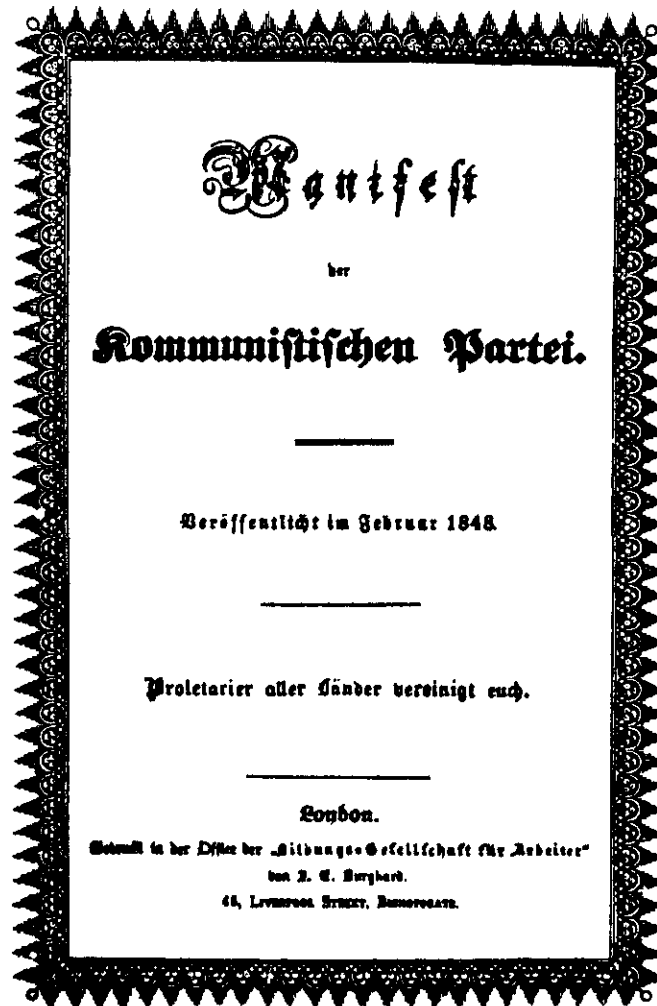 Manifest
der
Kommunistischen Partei.
Veröffentlicht im Februar 1848.
Proletarier aller Länder vereinigt euch.
London.
Gedruckt in der Office der „Bildungs-Gesellschaft für Arbeiter“
von J. E. Burghard.
46, LIVERPOOL STREET, BISHOPSGATE.